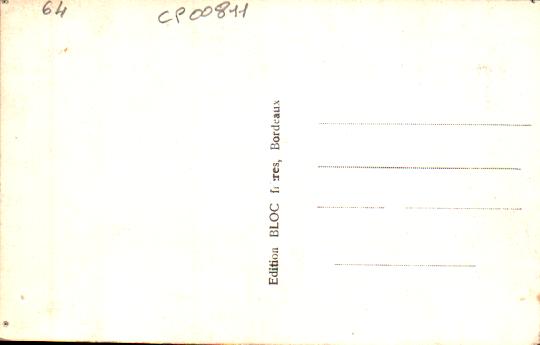 64
CP00811
Edition BLOC frères, Bordeaux